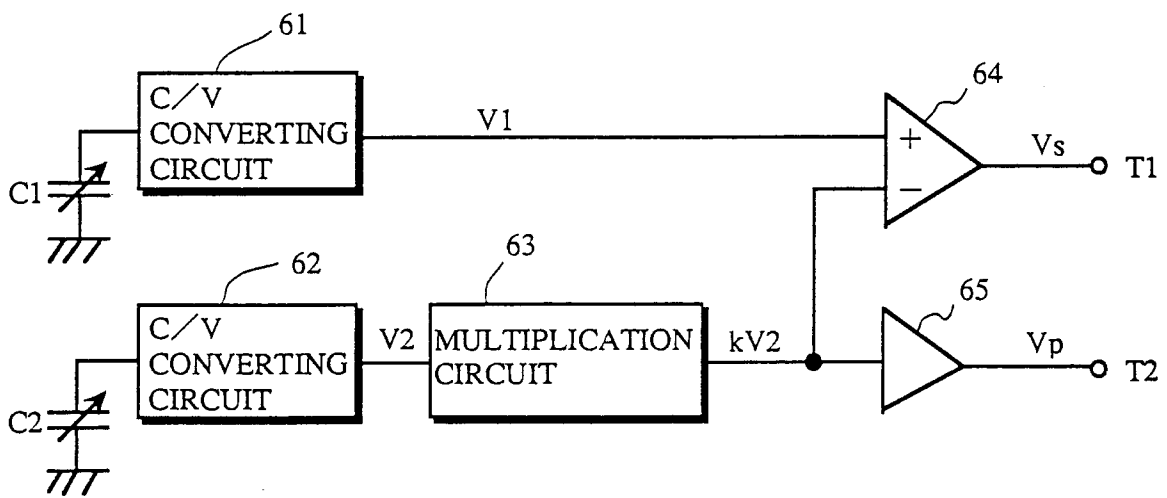 61
C/V
CONVERTING
CIRCUIT
C1
V1
64
+
−
Vs
T1
62
C/V
CONVERTING
CIRCUIT
C2
V2
63
MULTIPLICATION
CIRCUIT
kV2
65
Vp
T2